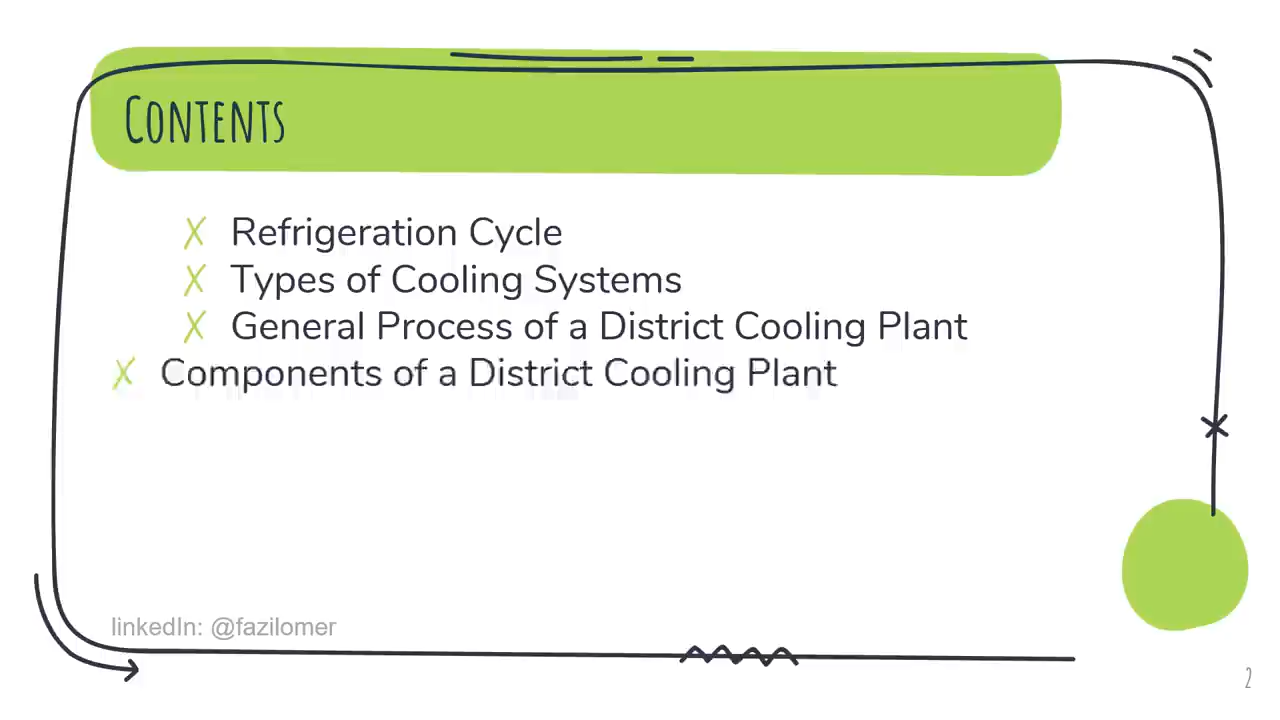 Contents
Refrigeration Cycle
Types of Cooling Systems
General Process of a District Cooling Plant
Components of a District Cooling Plant
linkedIn: @fazilomer
2